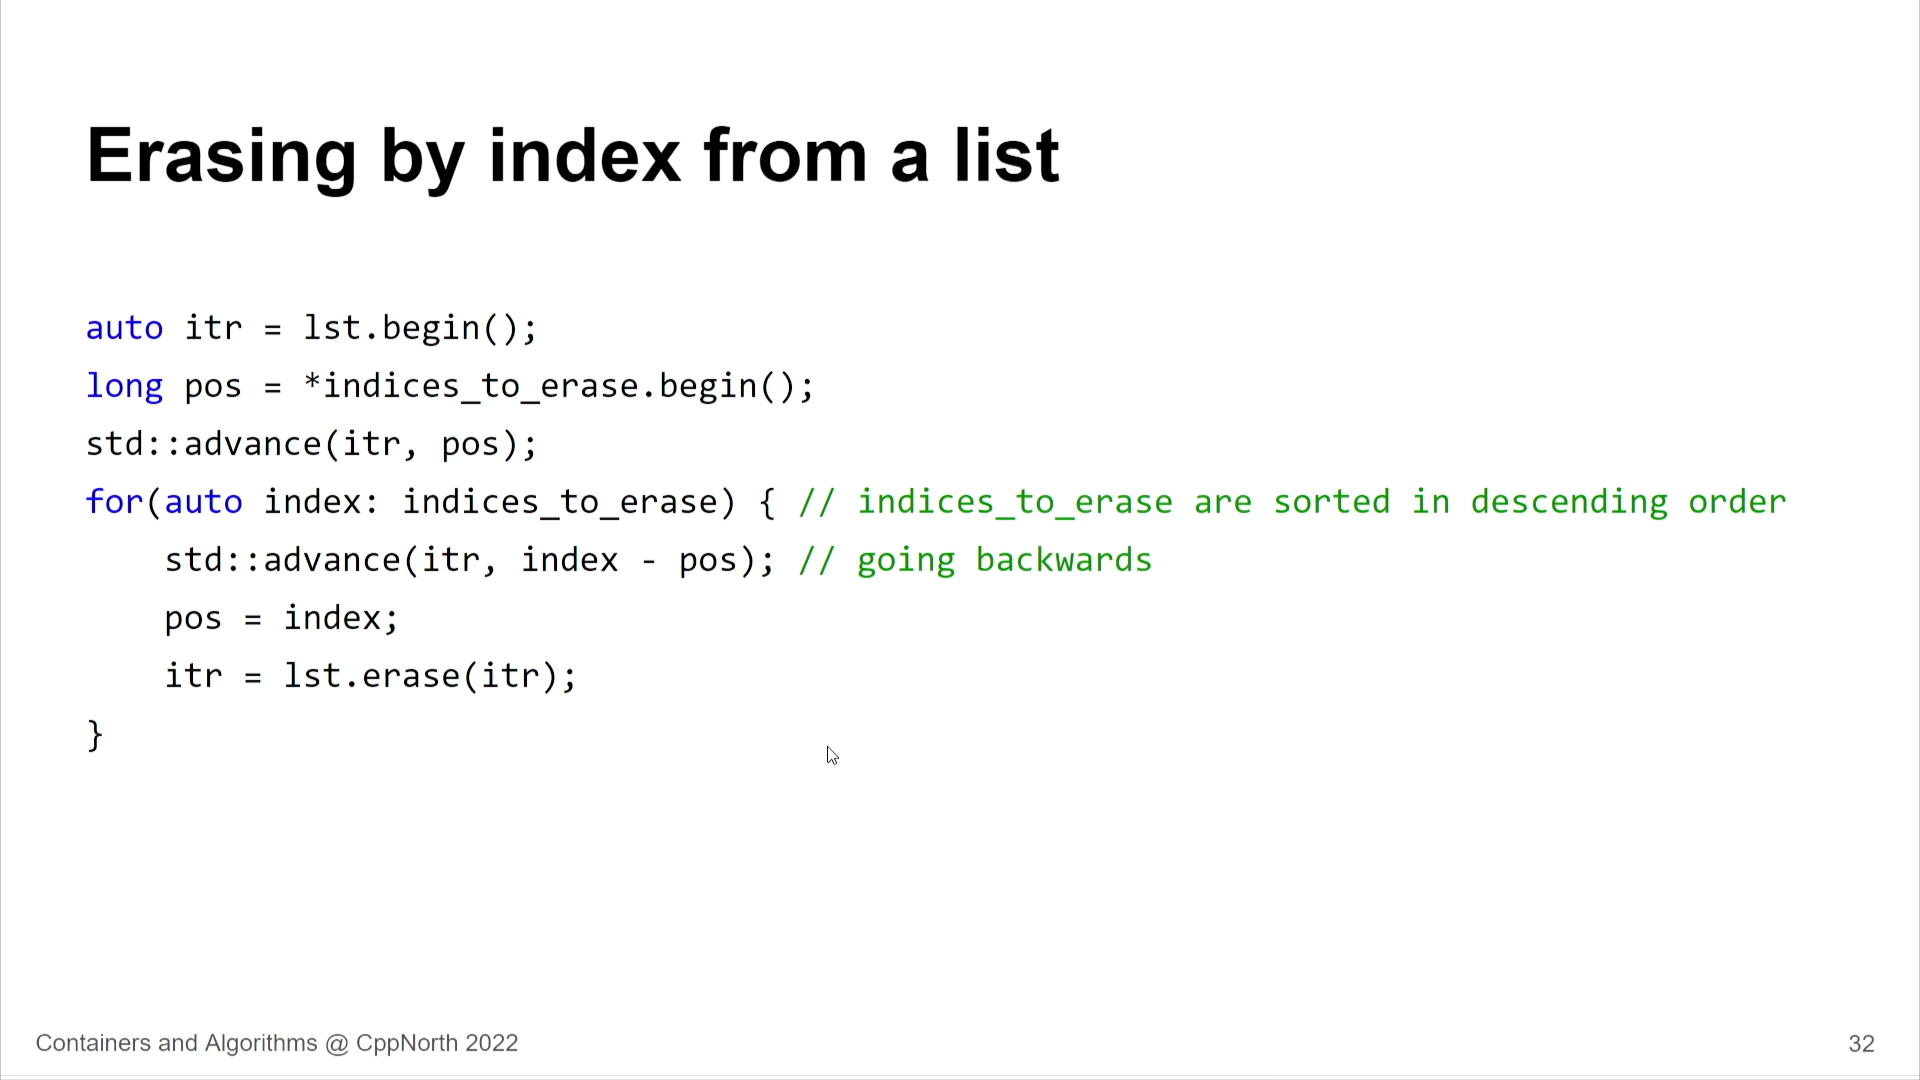 Erasing by index from a list
auto itr = lst.begin();
long pos = *indices_to_erase.begin();
std::advance(itr, pos);
for(auto index: indices_to_erase) { // indices_to_erase are sorted in descending order
    std::advance(itr, index - pos); // going backwards
    pos = index;
    itr = lst.erase(itr);
}
Containers and Algorithms @ CppNorth 2022
32